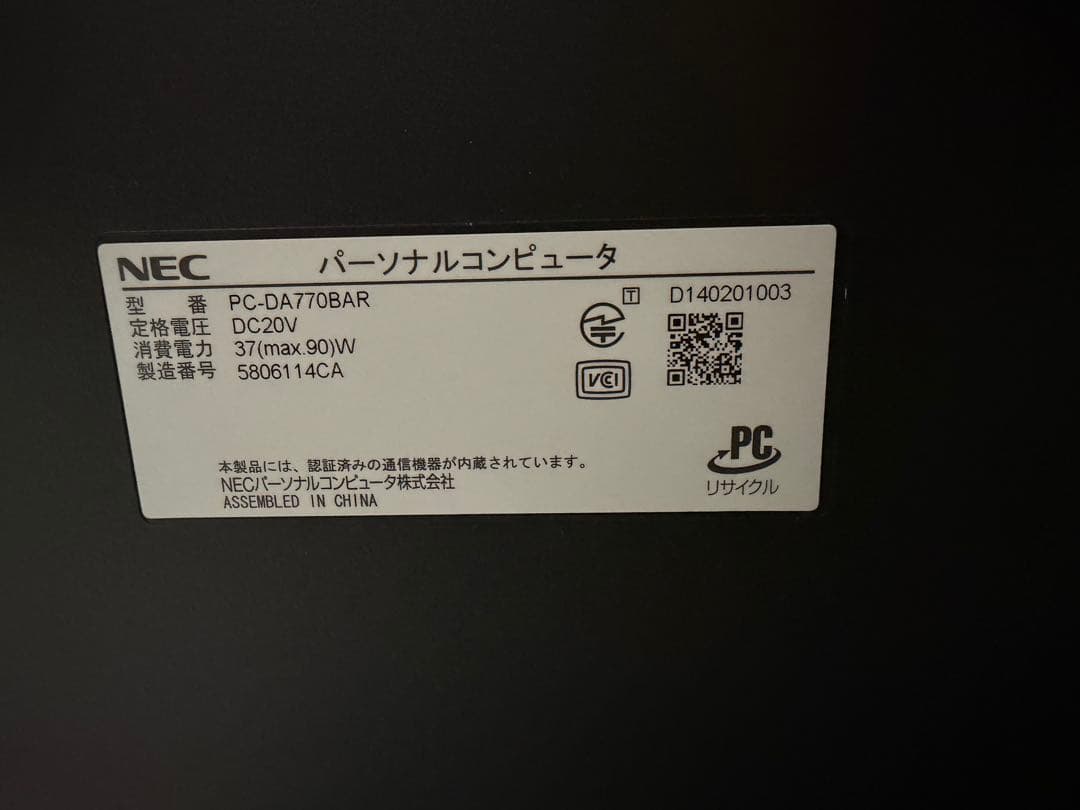 NEC パーソナルコンピュータ
型 番 PC-DA770BAR
定格電圧 DC20V
消費電力 37(max.90)W
製造番号 5806114CA
T D140201003
VCI
本製品には、認証済みの通信機器が内蔵されています。
NECパーソナルコンピュータ株式会社
ASSEMBLED IN CHINA
PC
リサイクル